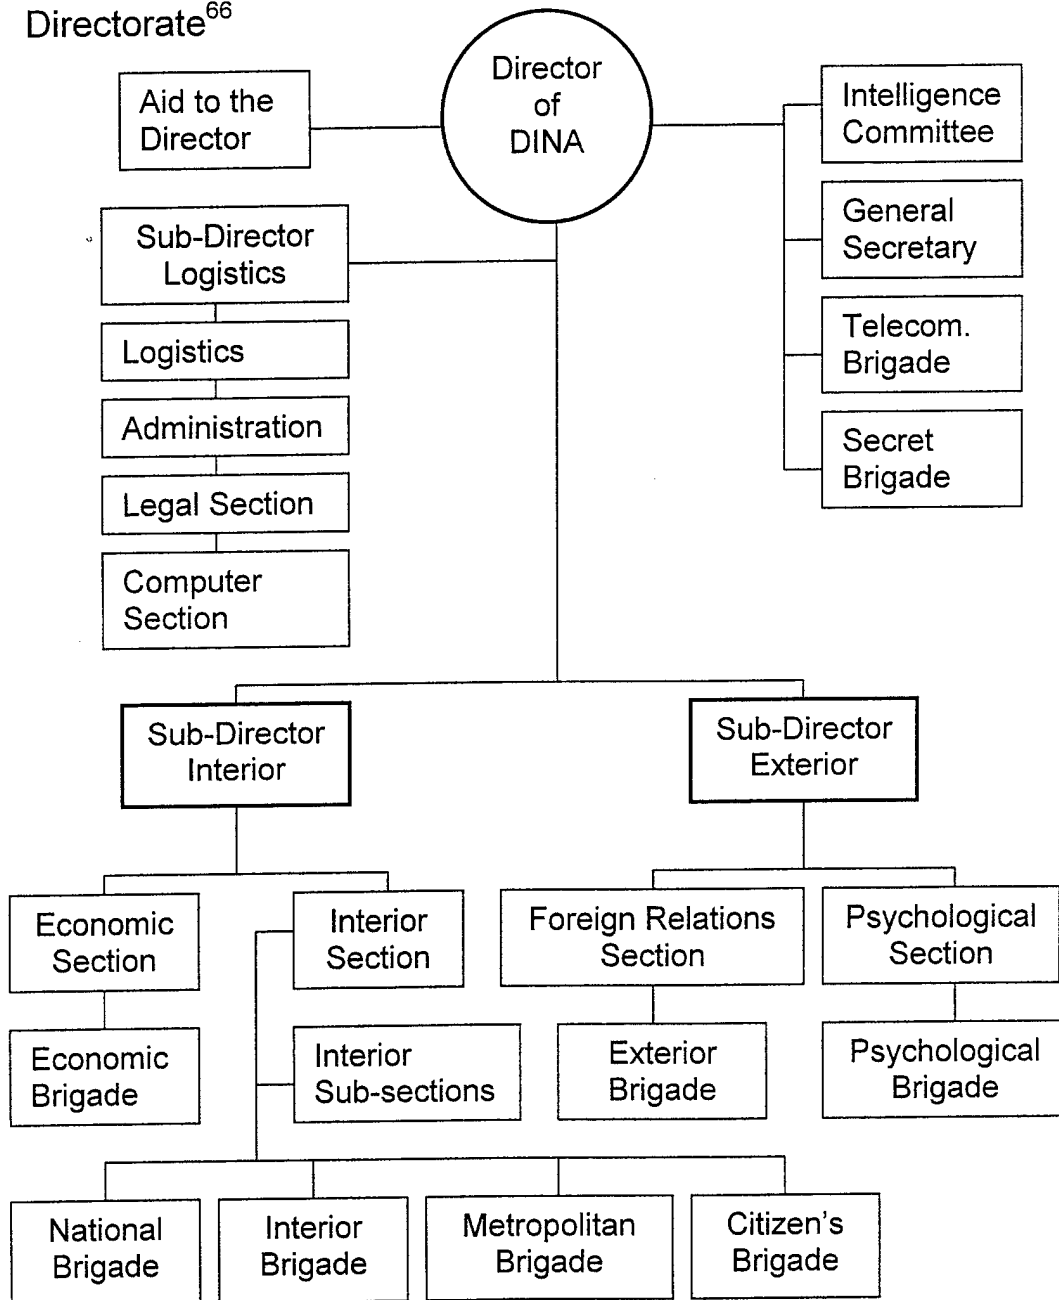 Directorate66
Director
of
DINA
Aid to the
Director
Intelligence
Committee
General
Secretary
Telecom.
Brigade
Secret
Brigade
Sub-Director
Logistics
Logistics
Administration
Legal Section
Computer
Section
Sub-Director
Interior
Sub-Director
Exterior
Economic
Section
Interior
Section
Foreign Relations
Section
Psychological
Section
Economic
Brigade
Interior
Sub-sections
Exterior
Brigade
Psychological
Brigade
National
Brigade
Interior
Brigade
Metropolitan
Brigade
Citizen's
Brigade